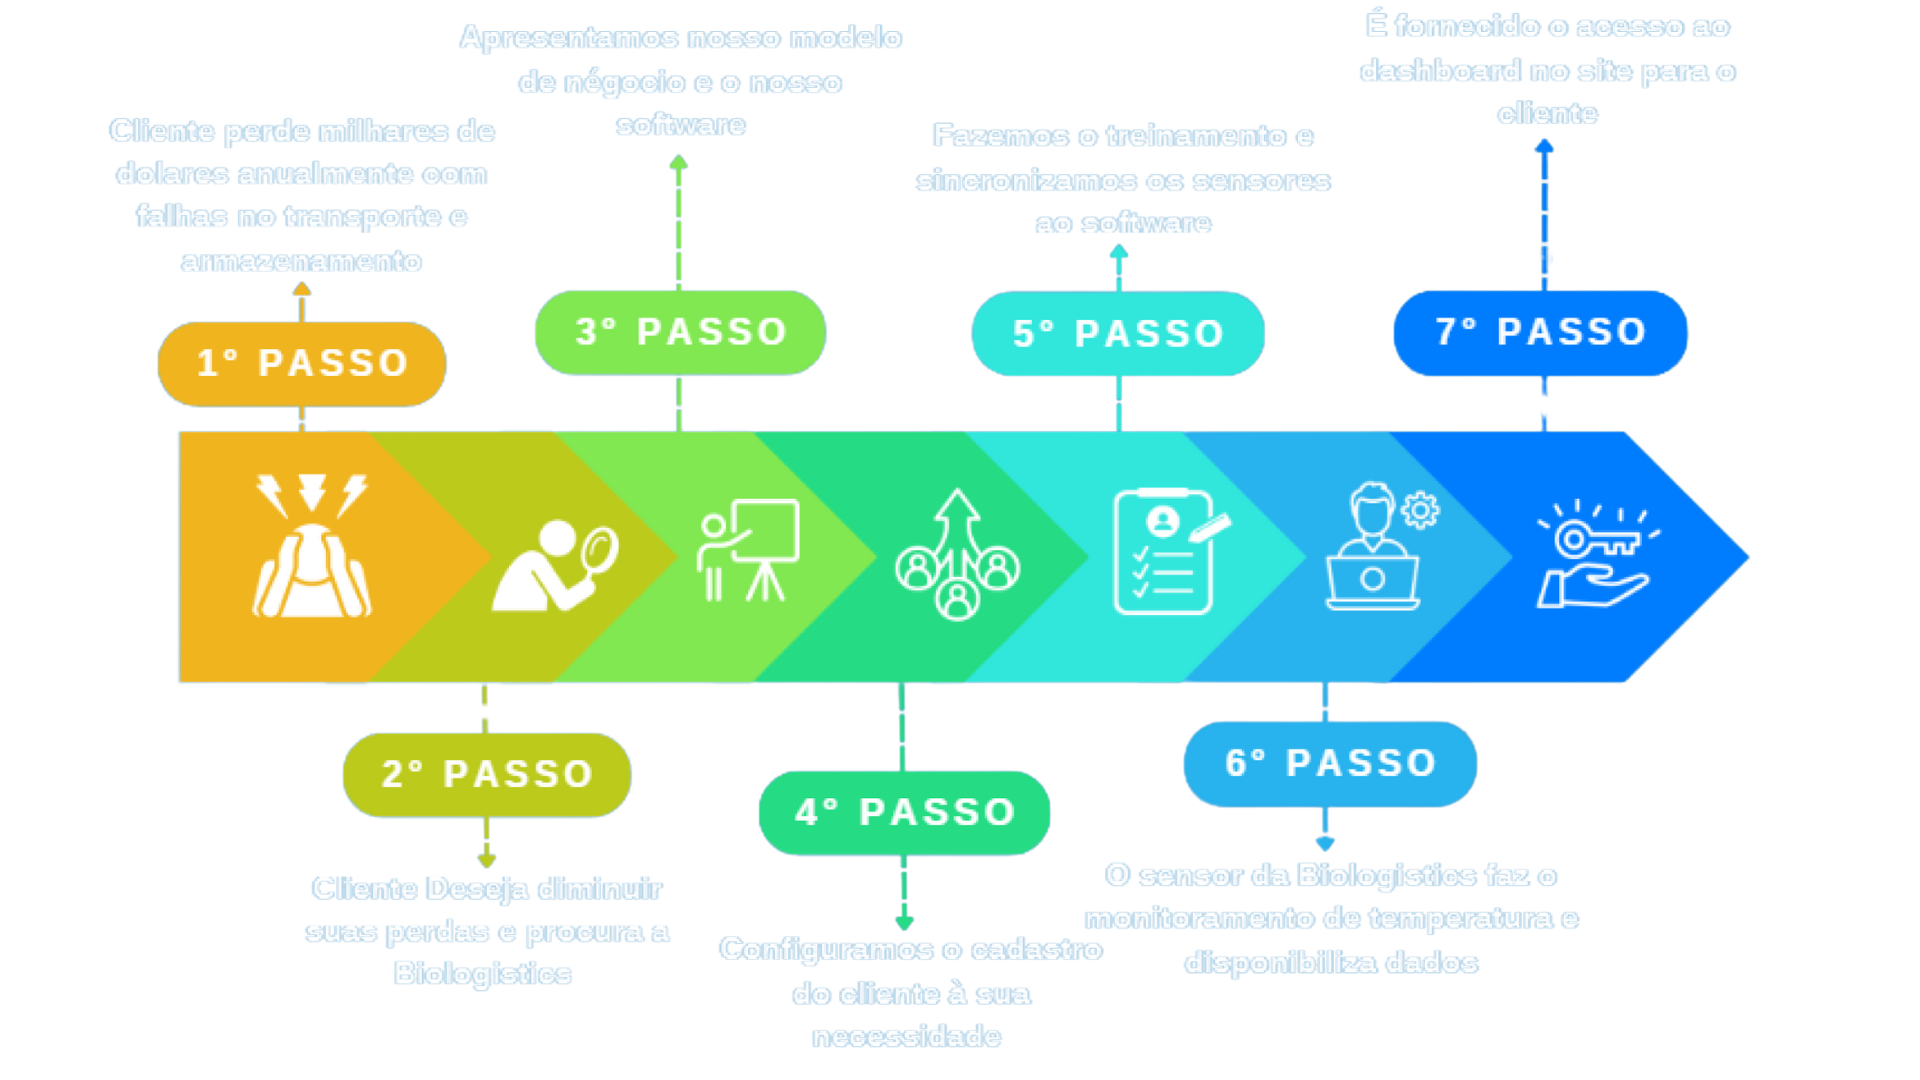 1° PASSO
Cliente perde milhares de
dolares anualmente com
falhas no transporte e
armazenamento
2° PASSO
Cliente Deseja diminuir
suas perdas e procura a
Biologistics
3° PASSO
Apresentamos nosso modelo
de négocio e o nosso
software
4° PASSO
Configuramos o cadastro
do cliente à sua
necessidade
5° PASSO
Fazemos o treinamento e
sincronizamos os sensores
ao software
6° PASSO
O sensor da Biologistics faz o
monitoramento de temperatura e
disponibiliza dados
7° PASSO
É fornecido o acesso ao
dashboard no site para o
cliente